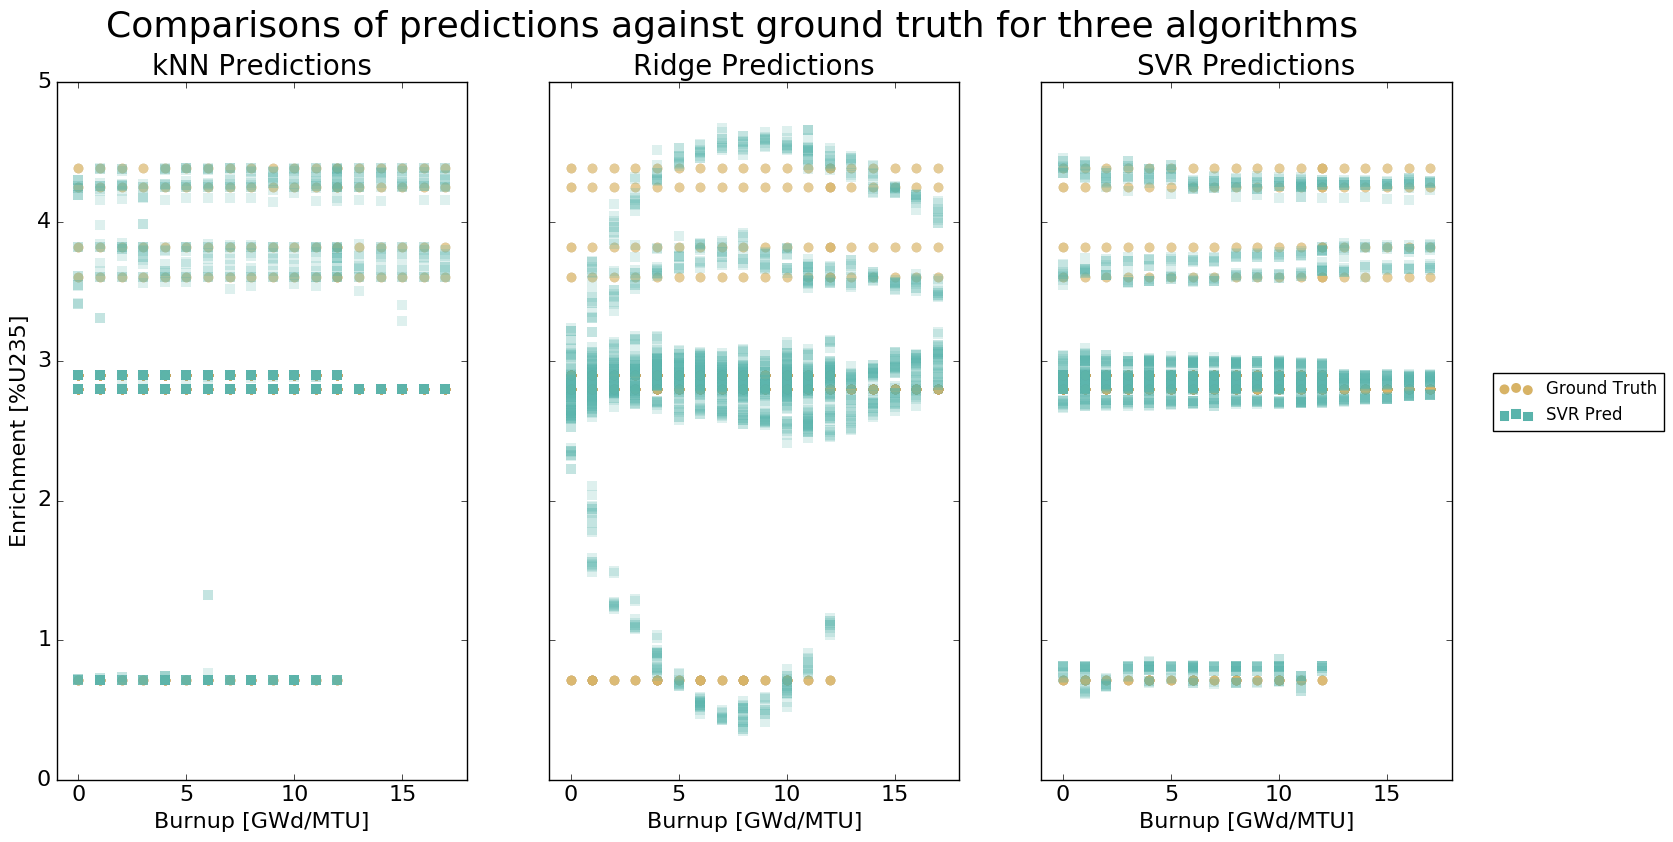 Comparisons of predictions against ground truth for three algorithms
kNN Predictions
Ridge Predictions
SVR Predictions
5
4
3
2
1
0
Enrichment [%U235]
0 5 10 15
0 5 10 15
0 5 10 15
Burnup [GWd/MTU]
Burnup [GWd/MTU]
Burnup [GWd/MTU]
Ground Truth
SVR Pred